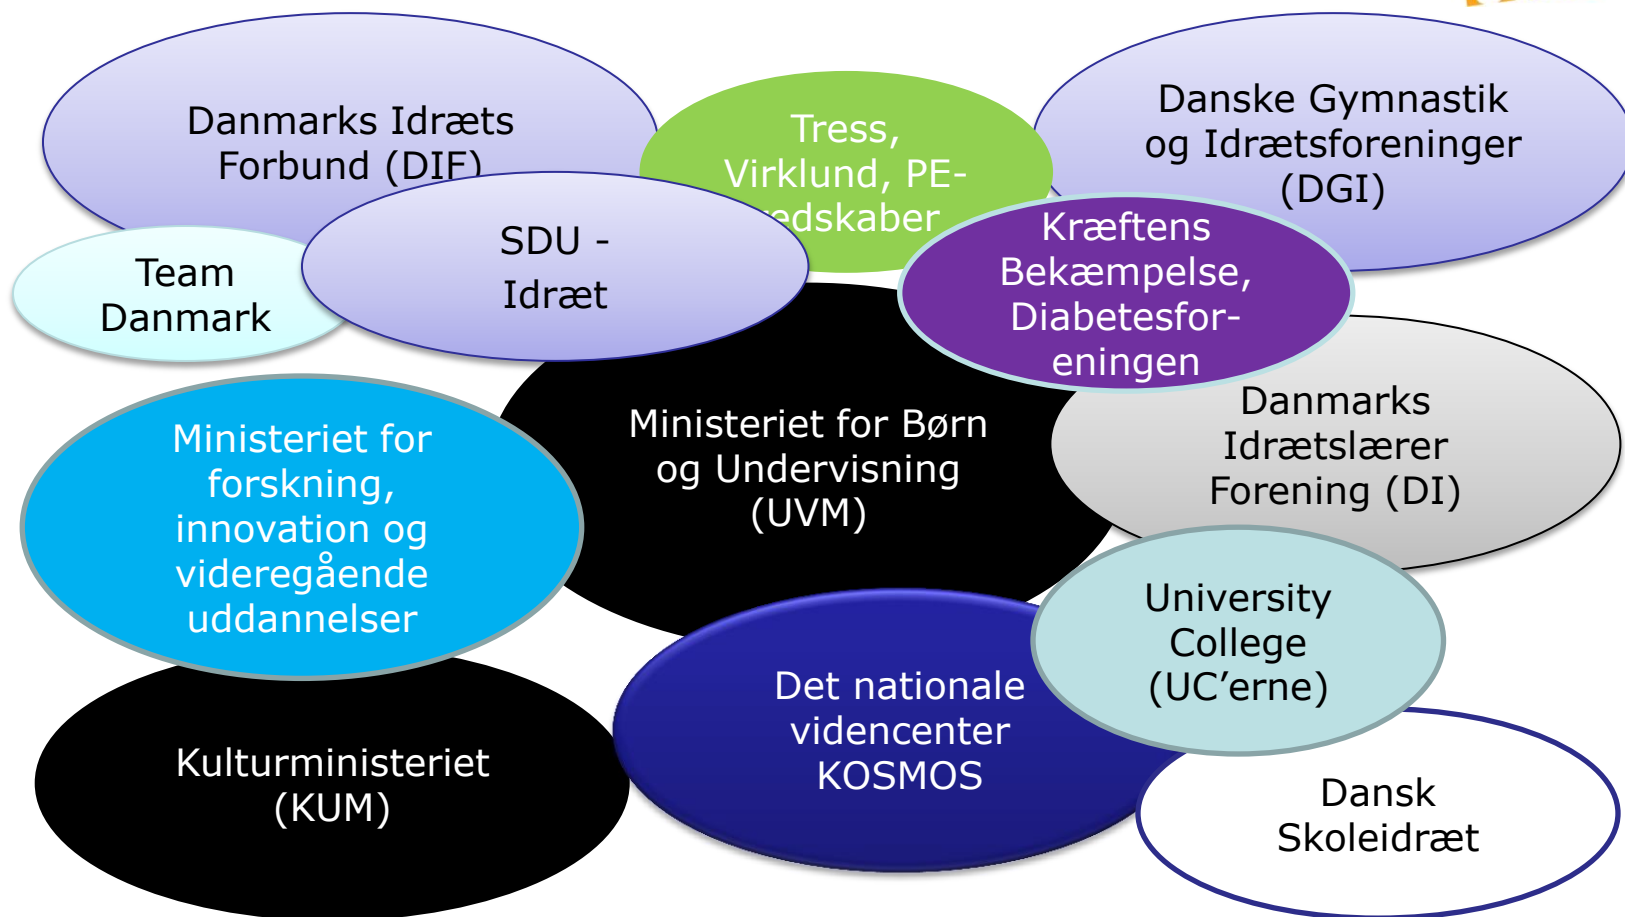 Danmarks Idræts
Forbund (DIF)
Tress,
Virklund, PE-
redskaber
Danske Gymnastik
og Idrætsforeninger
(DGI)
SDU -
Idræt
Kræftens
Bekæmpelse,
Diabetesfor-
eningen
Team
Danmark
Ministeriet for
forskning,
innovation og
videregående
uddannelser
Ministeriet for Børn
og Undervisning
(UVM)
Danmarks
Idrætslærer
Forening (DI)
University
College
(UC’erne)
Det nationale
videncenter
KOSMOS
Kulturministeriet
(KUM)
Dansk
Skoleidræt